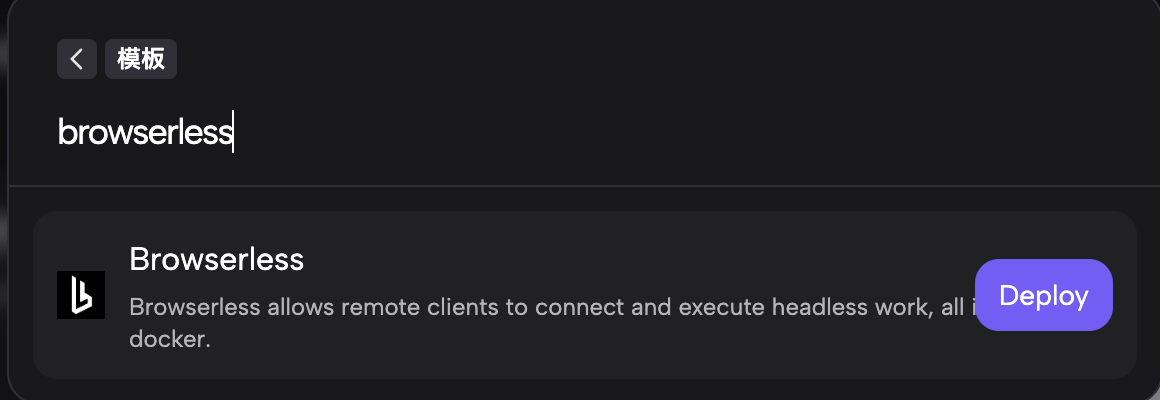 模板
browserless
Browserless
Browserless allows remote clients to connect and execute headless work, all
docker.
Deploy